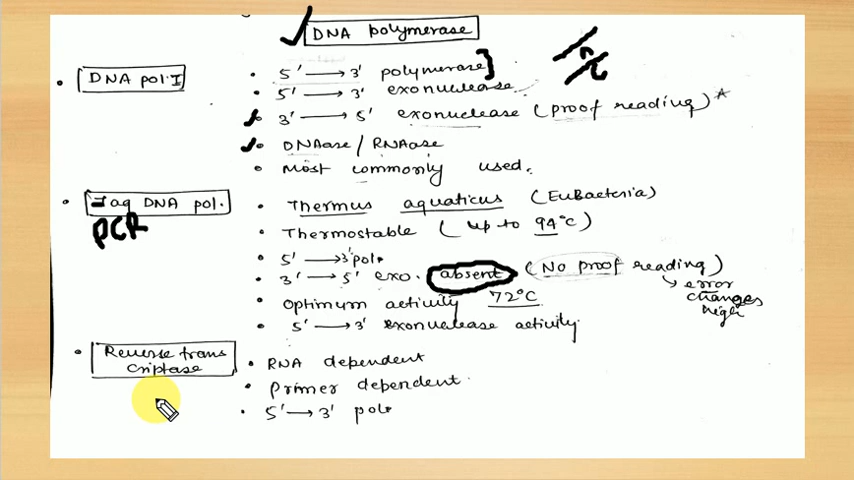 DNA polymerase
• DNA pol·I
• 5' → 3' polymerase}
• 5' → 3' exonuclease
• 3' → 5' exonuclease (proof reading)*
• DNAase / RNAase
• Most commonly used.
• Taq DNA pol.
PCR
• Thermus aquaticus (EuBacteria)
• Thermostable (up to 94°C)
• 5' → 3' pol.
• 3' → 5' exo. absent (No proof reading)
↳ error
changes
high
• Optimum activity 72°C
• 5' → 3' exonuclease activity
• Reverse trans
criptase
• RNA dependent
• Primer dependent
• 5' → 3' pol.